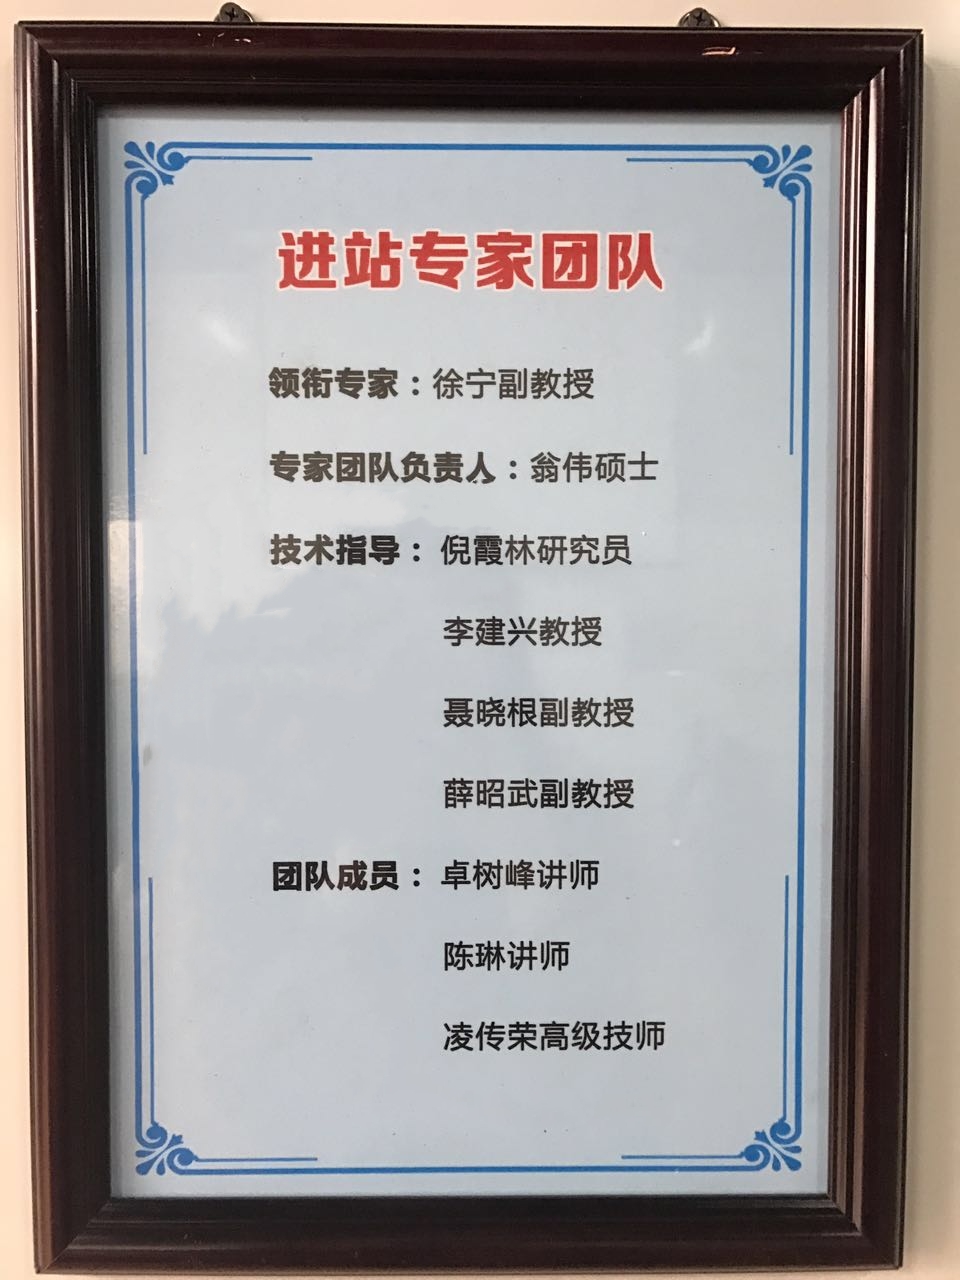 进站专家团队
领衔专家：徐宁副教授
专家团队负责人：翁伟硕士
技术指导：倪霞林研究员
李建兴教授
聂晓根副教授
薛昭武副教授
团队成员：卓树峰讲师
陈琳讲师
凌传荣高级技师